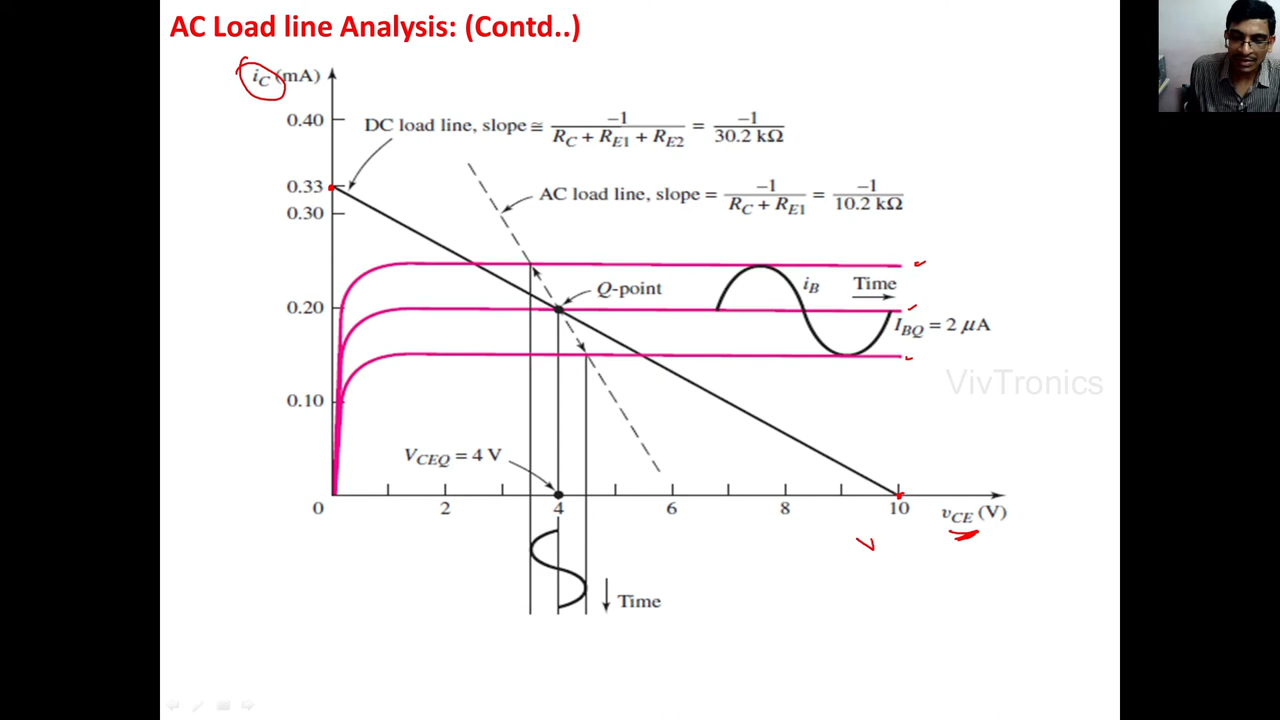 AC Load line Analysis: (Contd..)
iC (mA)
0.40
DC load line, slope ≅ −1 / (RC + RE1 + RE2) = −1 / 30.2 kΩ
0.33
AC load line, slope = −1 / (RC + RE1) = −1 / 10.2 kΩ
0.30
Q-point
iB
Time
0.20
IBQ = 2 μA
VivTronics
0.10
VCEQ = 4 V
0
2
4
6
8
10
vCE (V)
V
Time